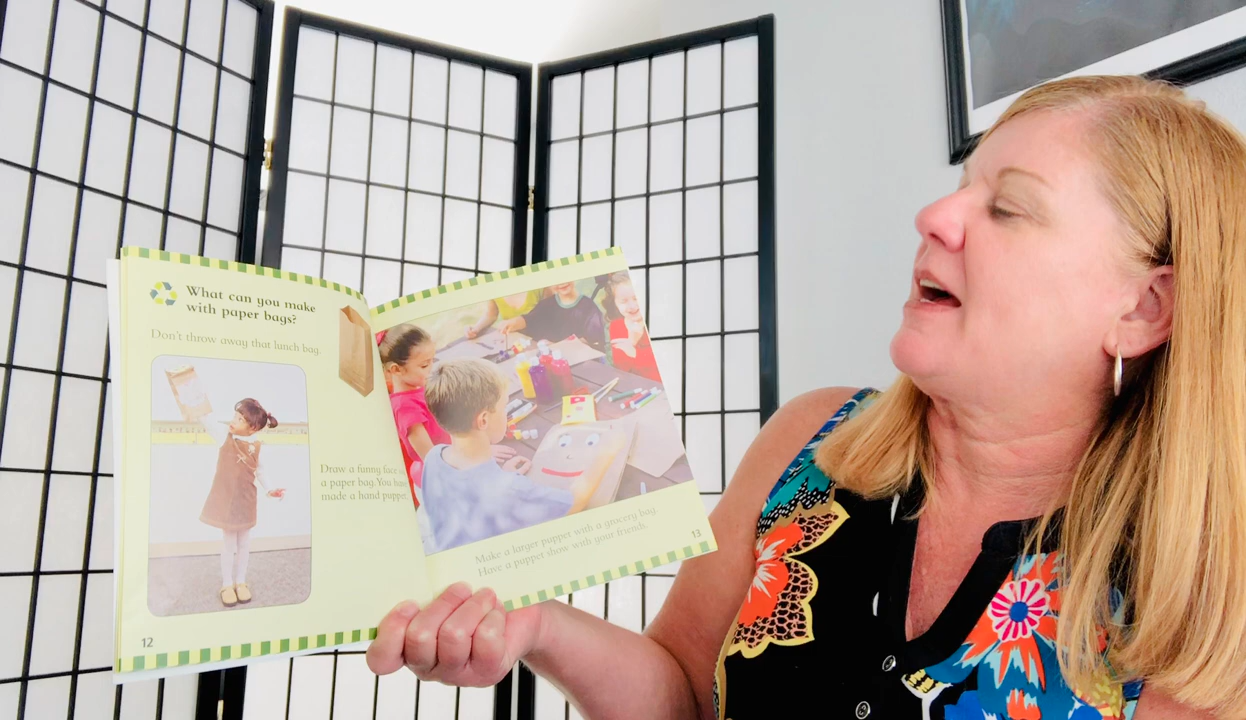 What can you make
with paper bags?
Don't throw away that lunch bag.
Draw a funny face
a paper bag. You have
made a hand puppet
12
Make a larger puppet with a grocery bag.
Have a puppet show with your friends.
13